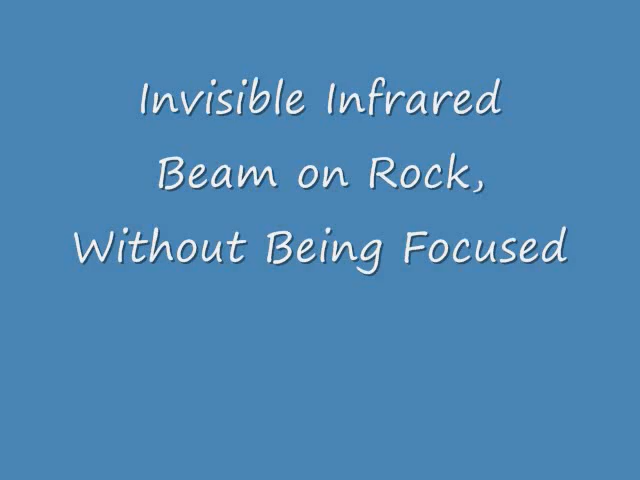 Invisible Infrared
Beam on Rock,
Without Being Focused